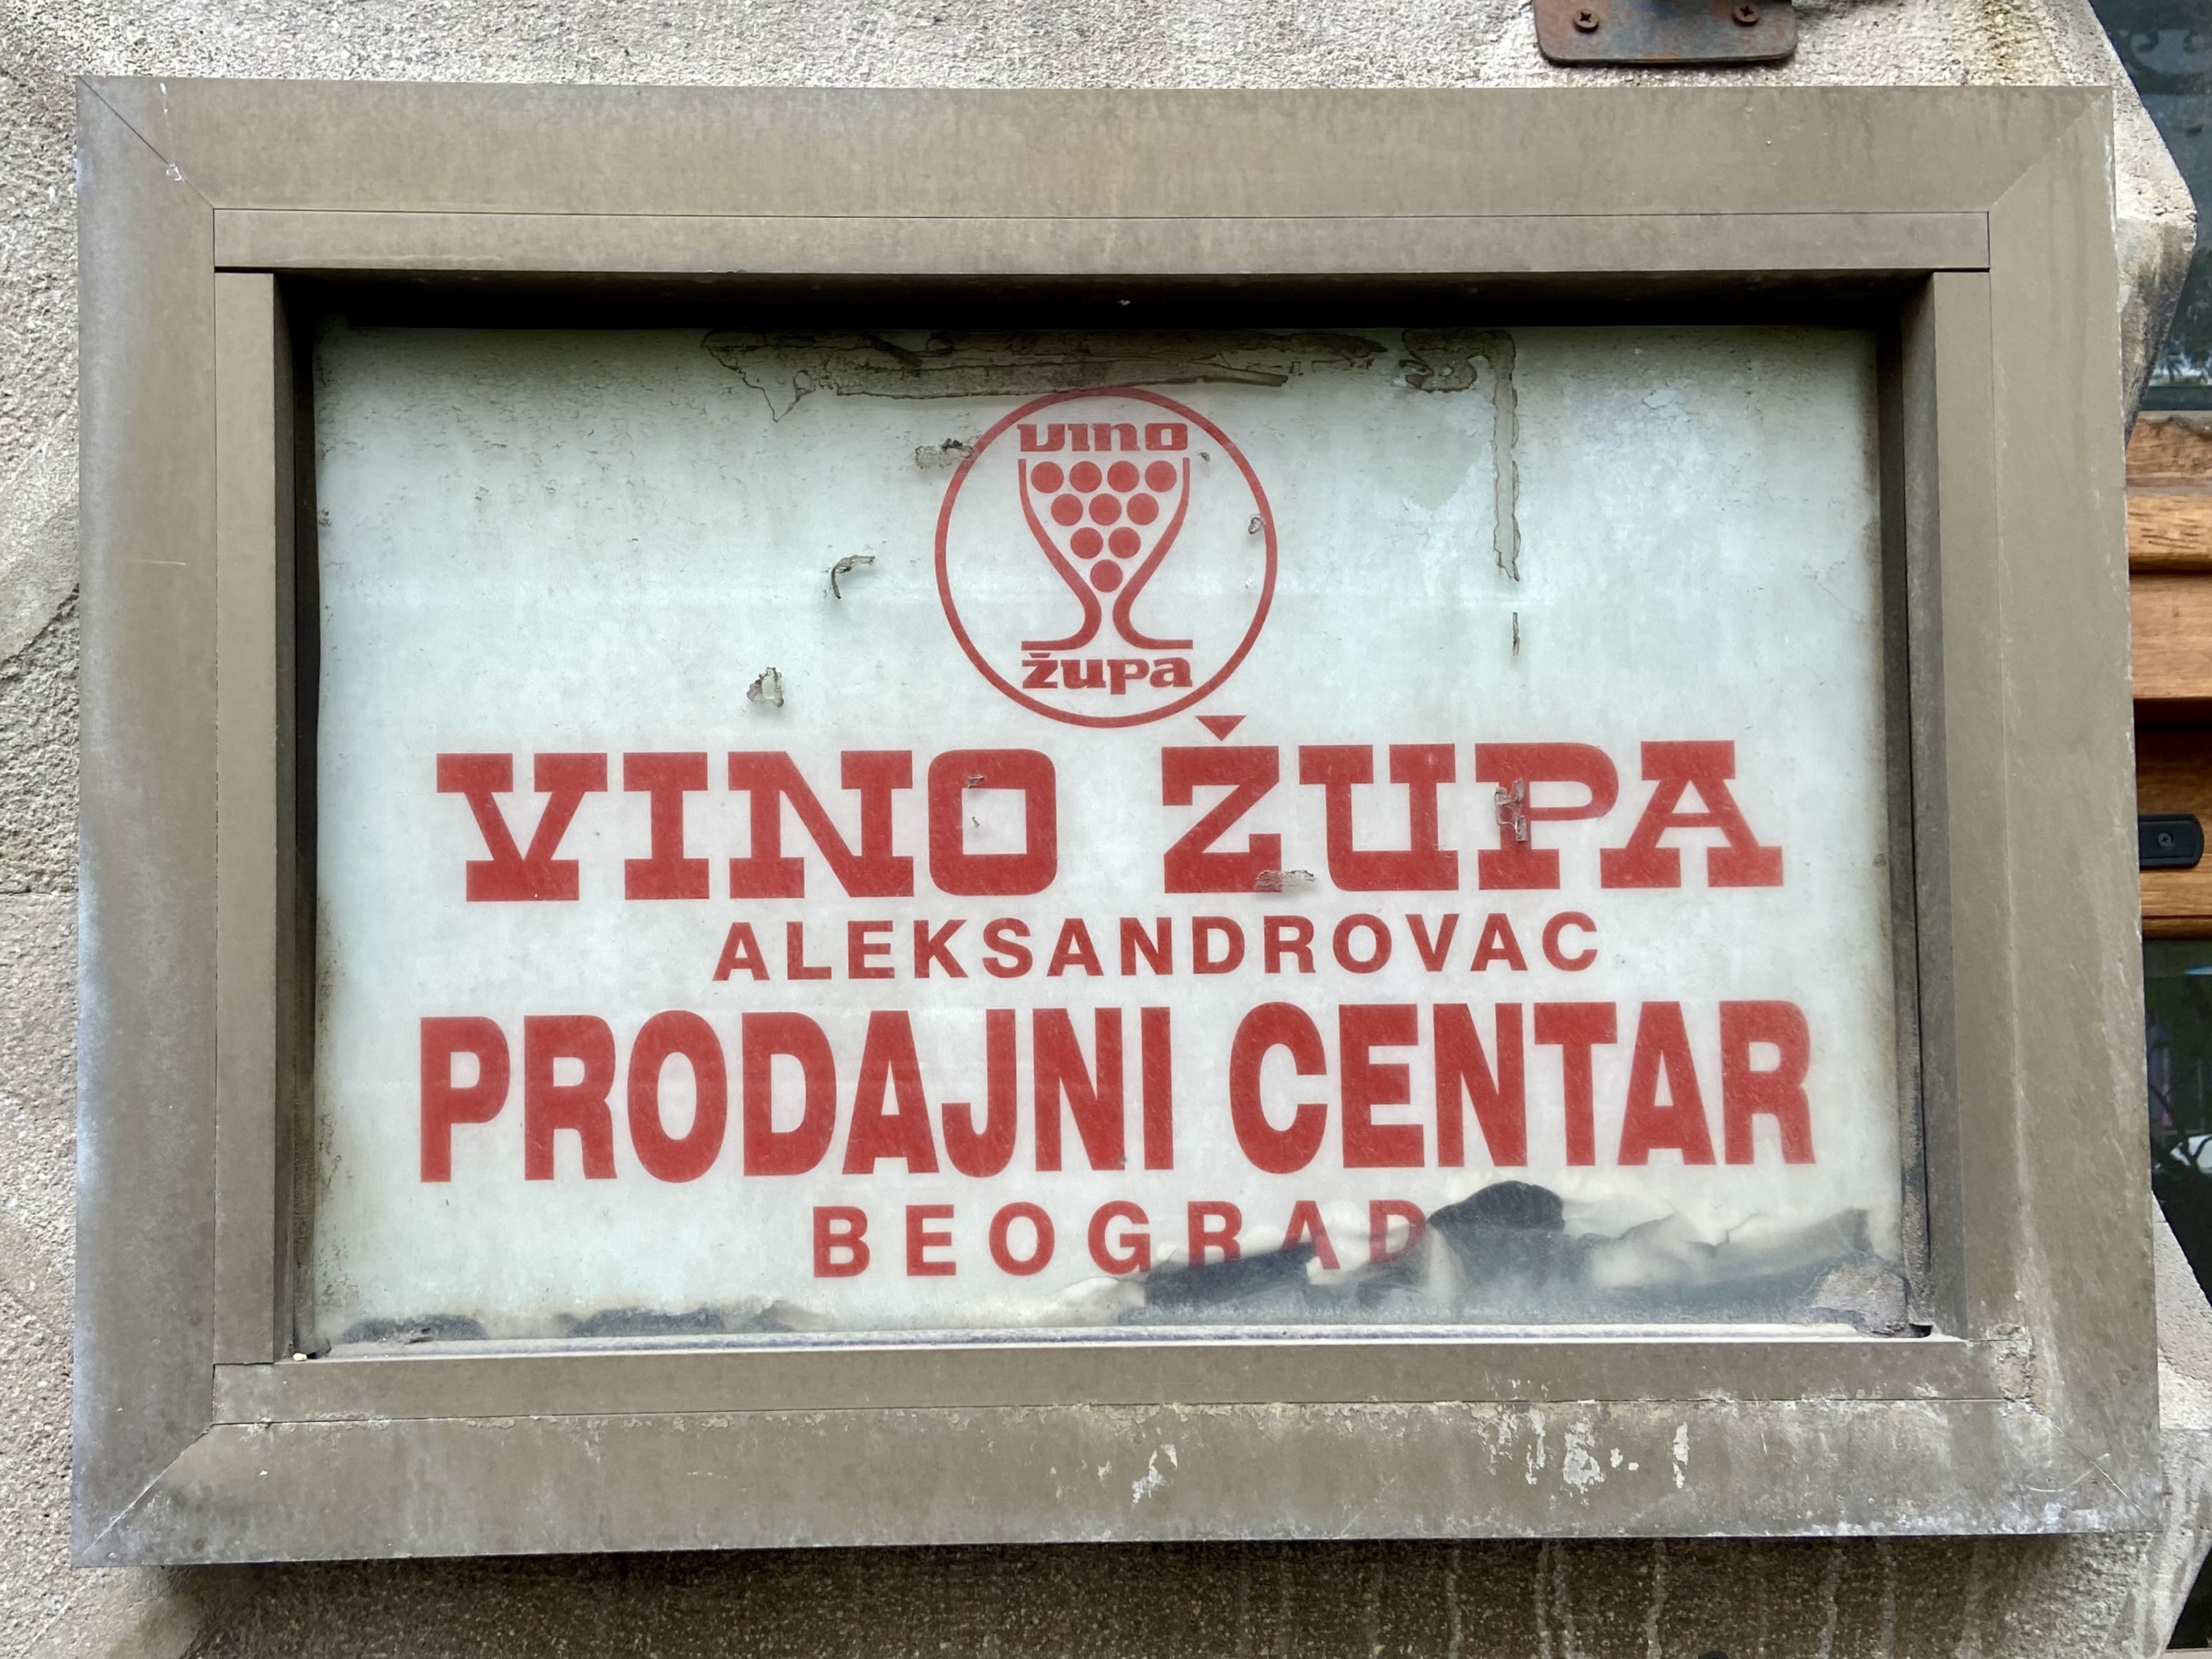 vino
župa
VINO ŽUPA
ALEKSANDROVAC
PRODAJNI CENTAR
BEOGRAD